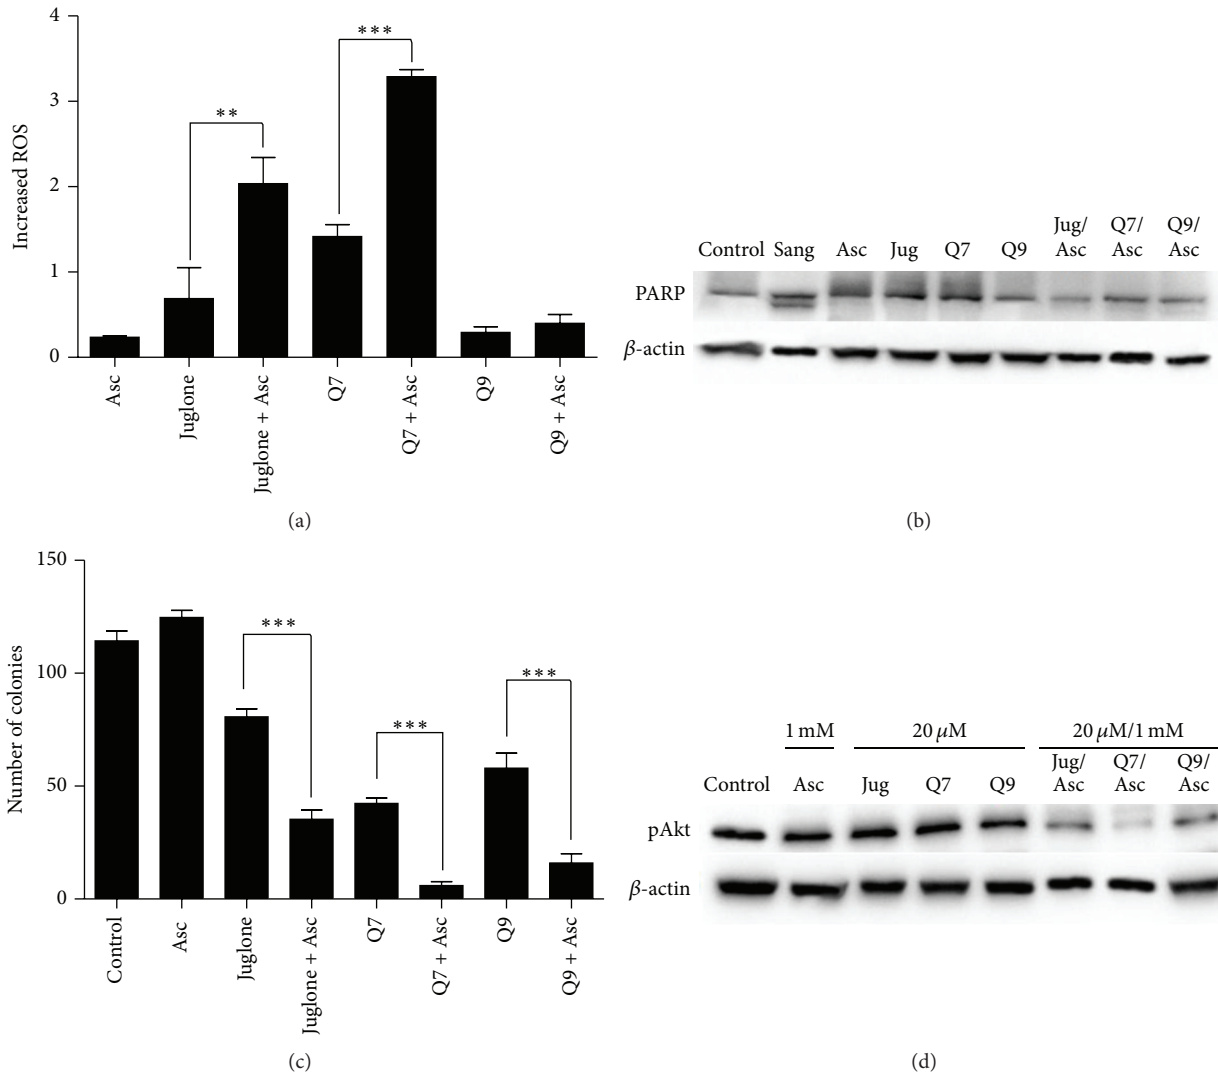 4
3
2
1
0
Increased ROS
**
***
Asc
Juglone
Juglone + Asc
Q7
Q7 + Asc
Q9
Q9 + Asc
(a)
Control Sang Asc Jug Q7 Q9 Jug/Asc Q7/Asc Q9/Asc
PARP
β-actin
(b)
150
100
50
0
Number of colonies
***
***
***
Control
Asc
Juglone
Juglone + Asc
Q7
Q7 + Asc
Q9
Q9 + Asc
(c)
1 mM 20 μM 20 μM/1 mM
Control Asc Jug Q7 Q9 Jug/Asc Q7/Asc Q9/Asc
pAkt
β-actin
(d)